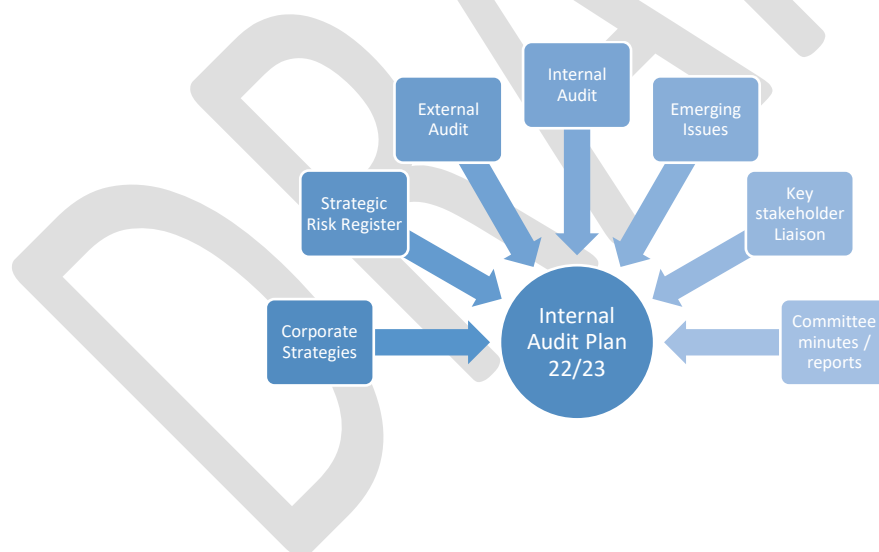 Internal
Audit
External
Audit
Emerging
Issues
Strategic
Risk Register
Key
stakeholder
Liaison
Corporate
Strategies
Internal
Audit Plan
22/23
Committee
minutes /
reports
DRA